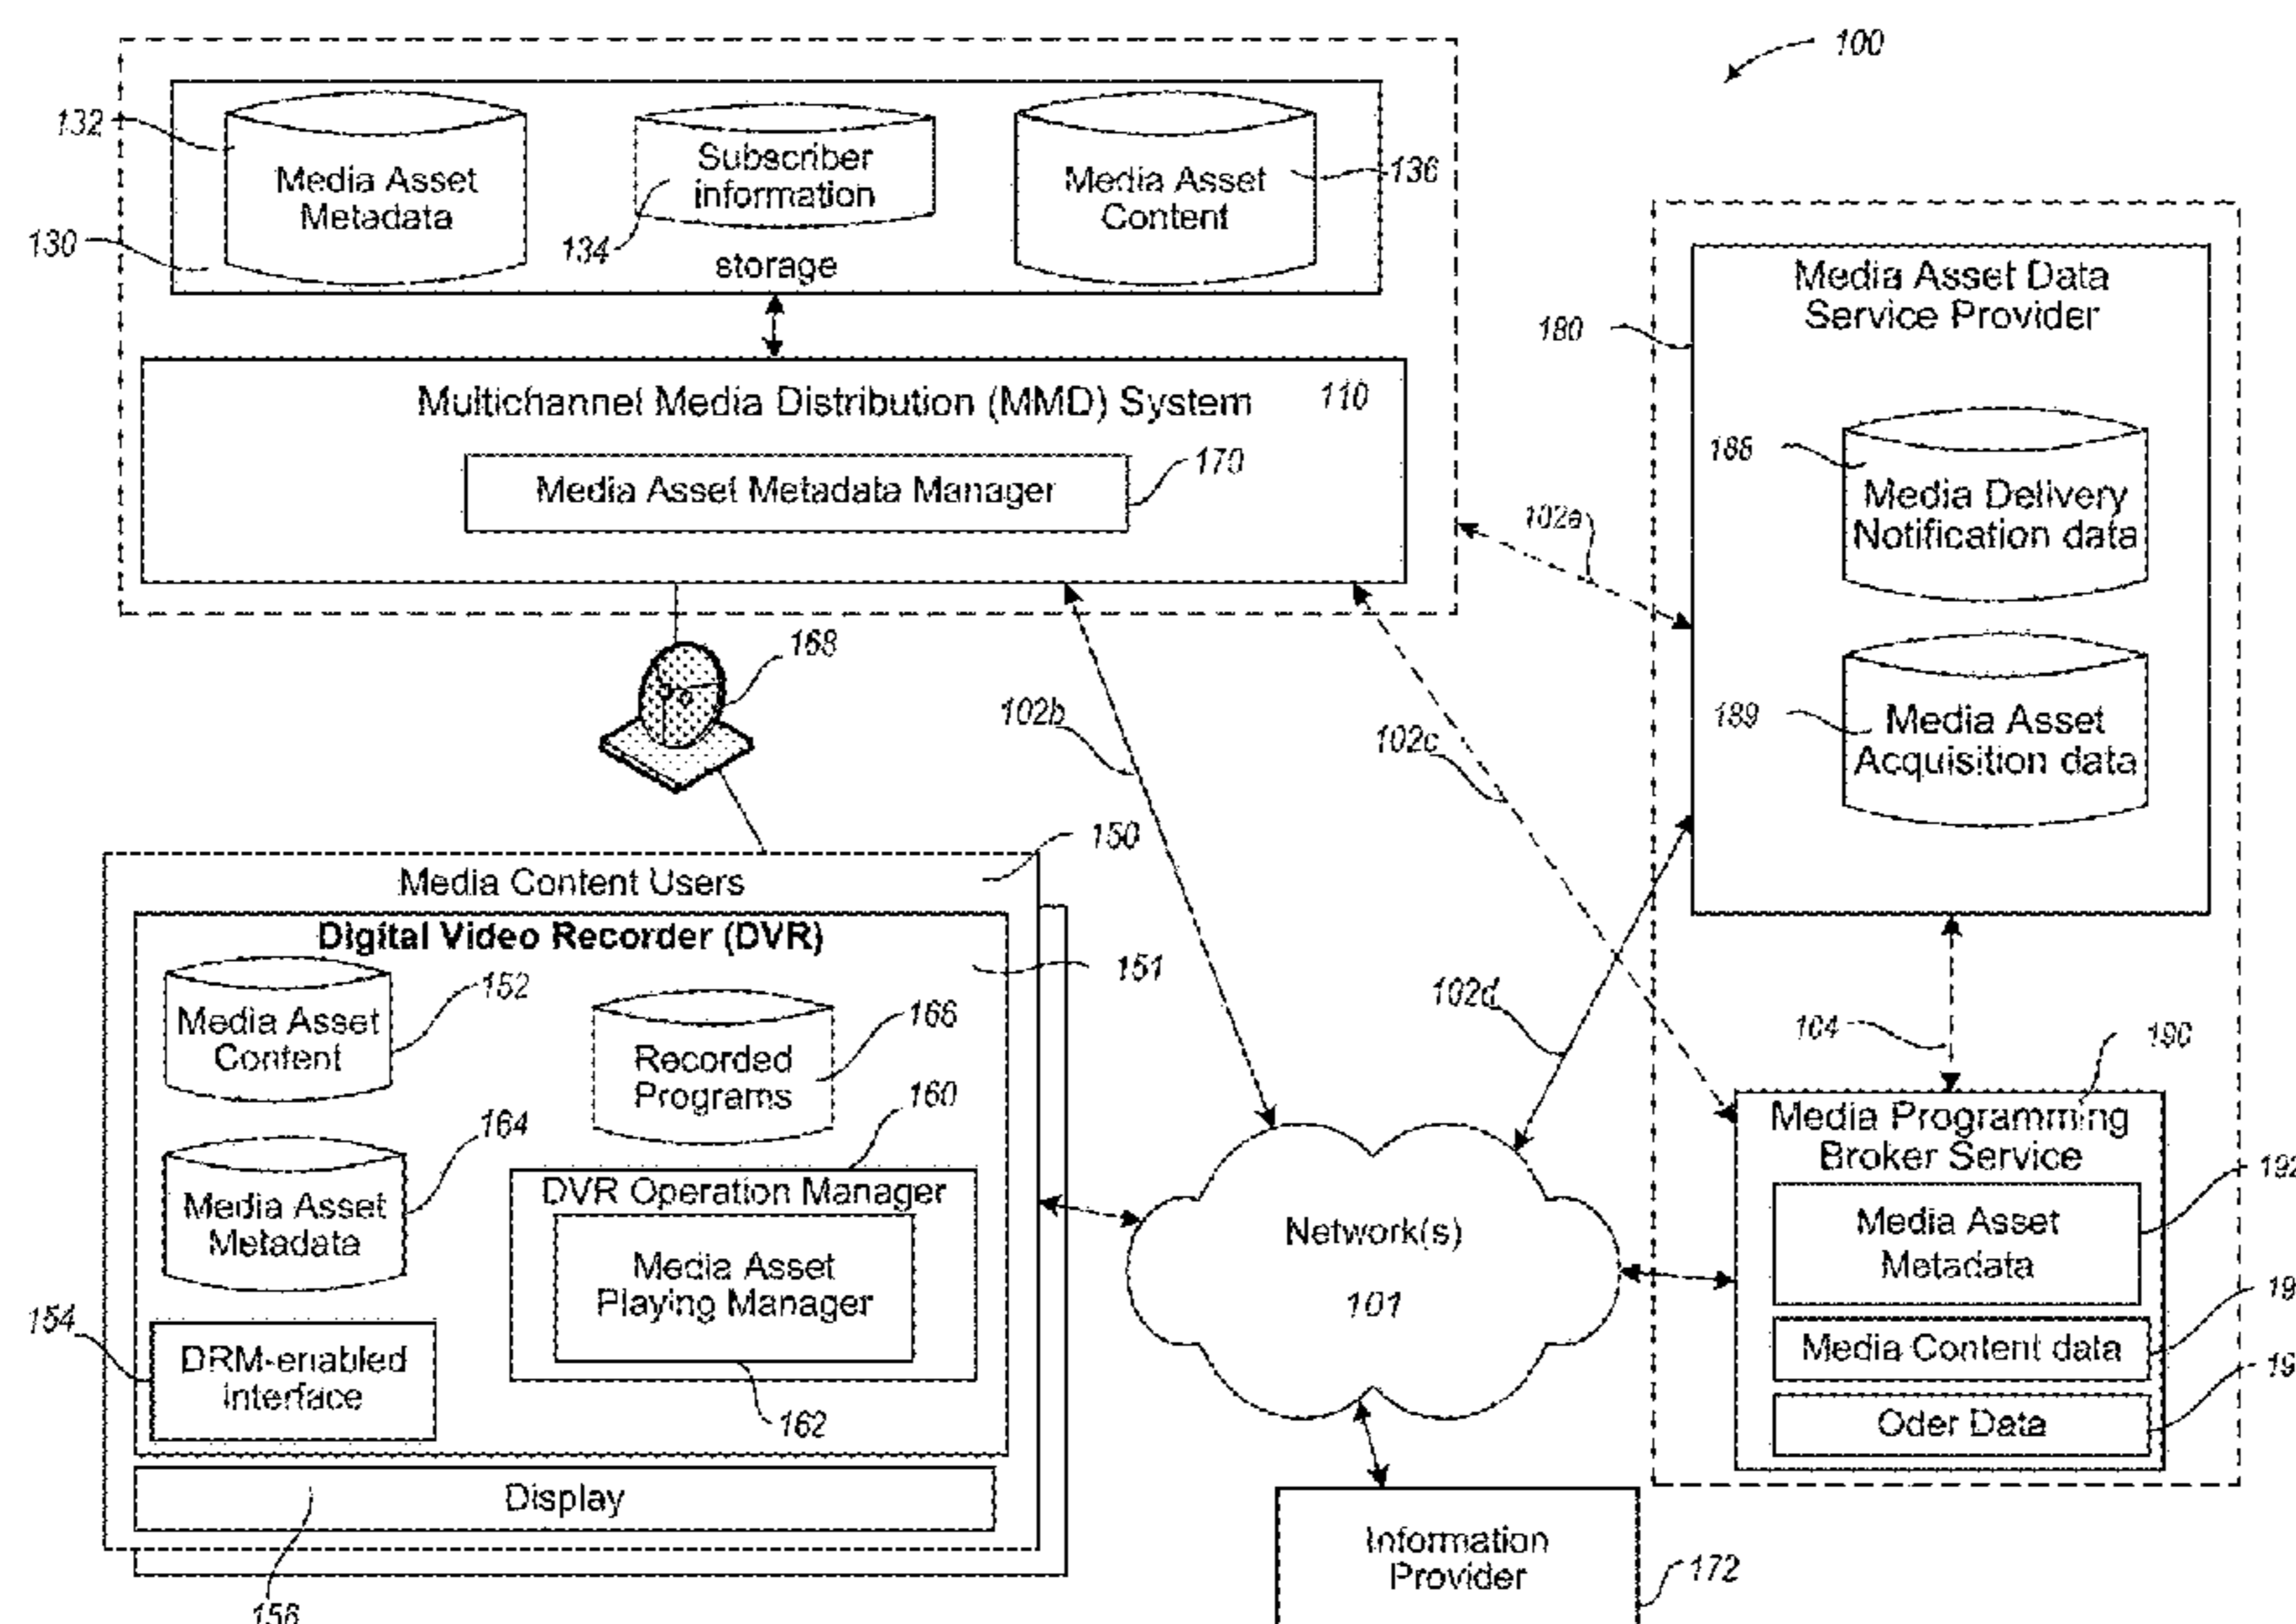 100
132
Media Asset
Metadata
Subscriber
information
134
Media Asset
Content
136
130
storage
Multichannel Media Distribution (MMD) System
110
Media Asset Metadata Manager
170
168
102a
102b
102c
102d
Media Asset Data
Service Provider
180
188
Media Delivery
Notification data
189
Media Asset
Acquisition data
104
190
Media Programming
Broker Service
Media Asset
Metadata
Media Content data
Oder Data
150
Media Content Users
Digital Video Recorder (DVR)
151
Media Asset
Content
152
Recorded
Programs
166
160
Media Asset
Metadata
164
DVR Operation Manager
Media Asset
Playing Manager
162
154
DRM-enabled
interface
Display
156
Network(s)
101
Information
Provider
172